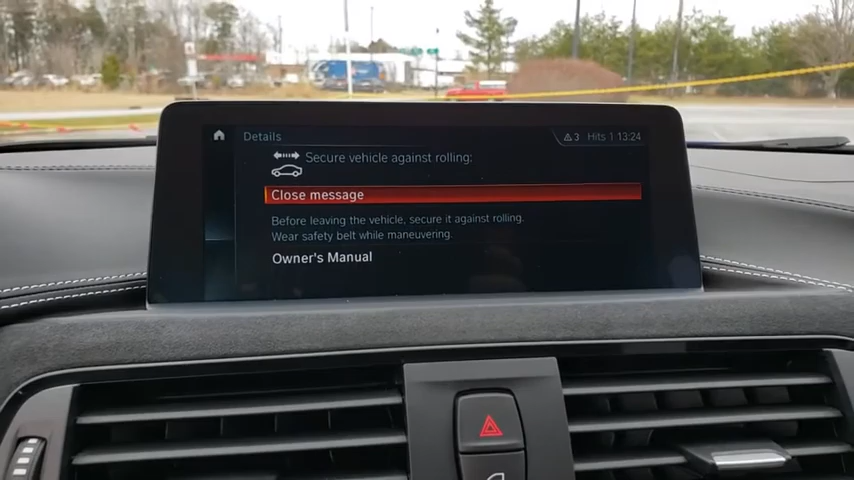 Details
3 Hits 1 13:24
Secure vehicle against rolling:
Close message
Before leaving the vehicle, secure it against rolling.
Wear safety belt while maneuvering.
Owner's Manual